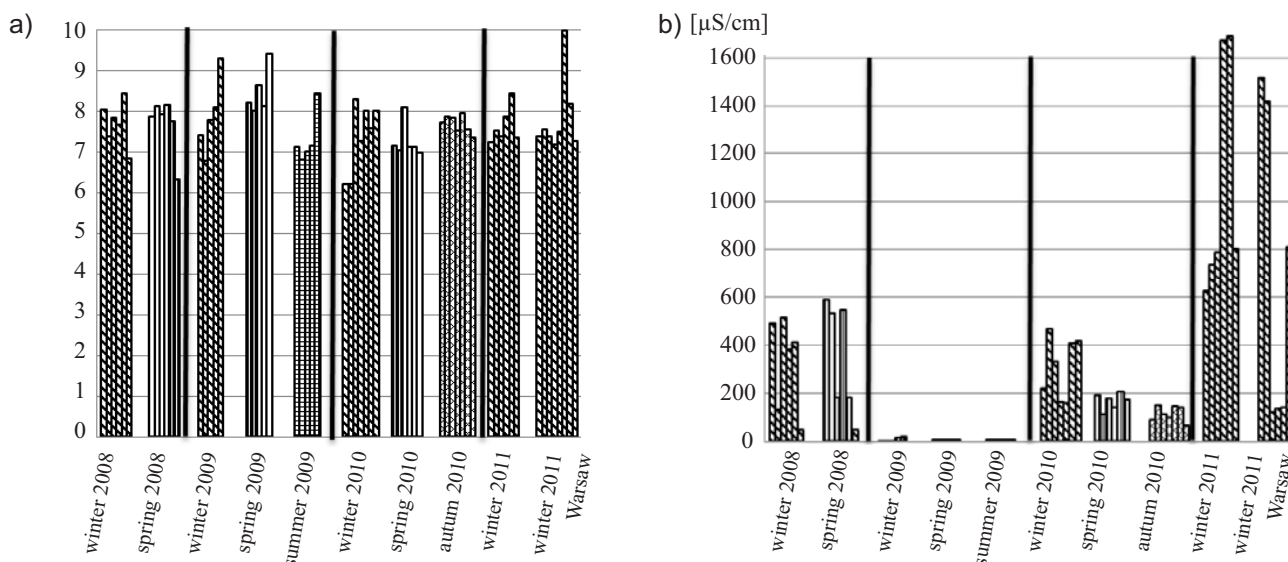 a)
10
9
8
7
6
5
4
3
2
1
0
winter 2008
spring 2008
winter 2009
spring 2009
summer 2009
winter 2010
spring 2010
autum 2010
winter 2011
winter 2011
Warsaw
b) [µS/cm]
1600
1400
1200
1000
800
600
400
200
0
winter 2008
spring 2008
winter 2009
spring 2009
summer 2009
winter 2010
spring 2010
autum 2010
winter 2011
winter 2011
Warsaw